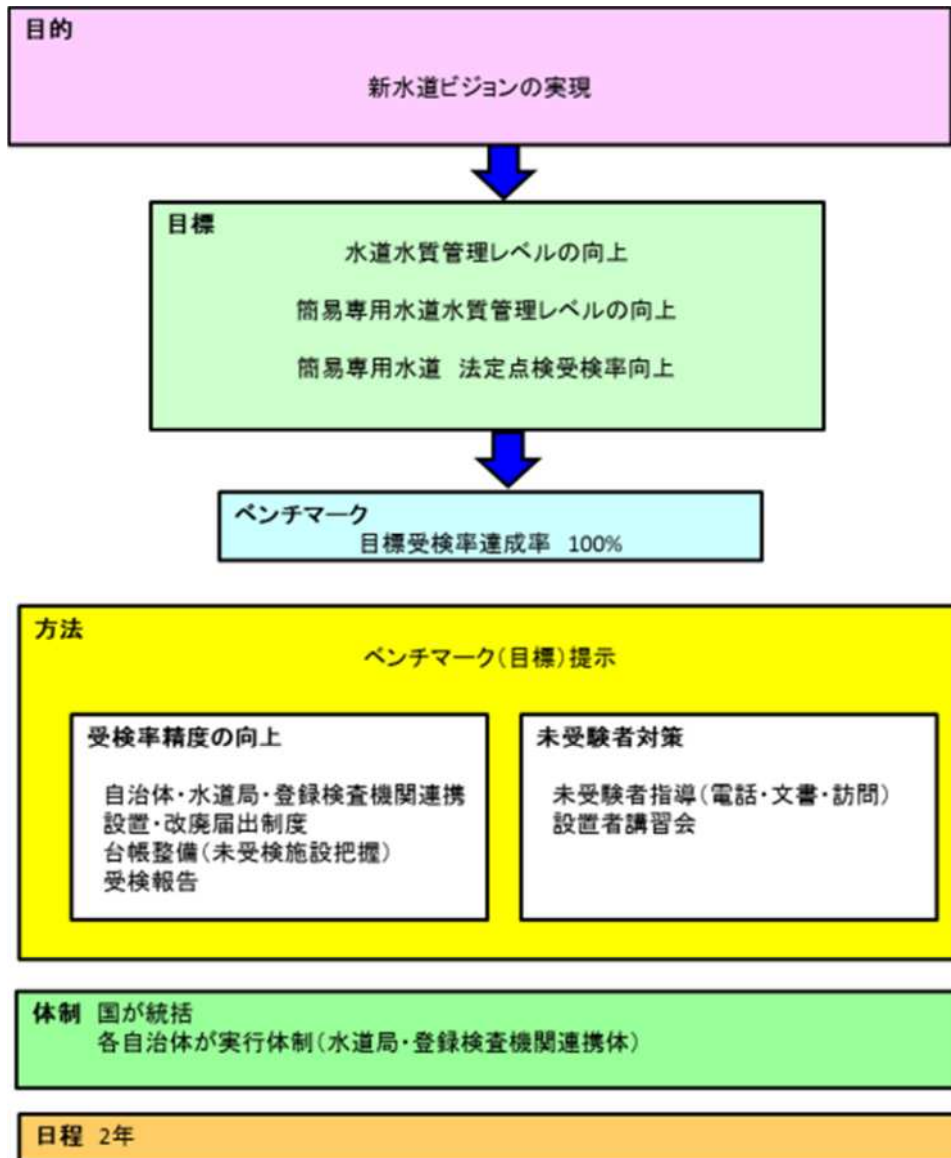 目的
新水道ビジョンの実現
目標
水道水質管理レベルの向上
簡易専用水道水質管理レベルの向上
簡易専用水道 法定点検受検率向上
ベンチマーク
目標受検率達成率 100%
方法
ベンチマーク(目標)提示
受検率精度の向上
自治体・水道局・登録検査機関連携
設置・改廃届出制度
台帳整備(未受検施設把握)
受検報告
未受験者対策
未受験者指導(電話・文書・訪問)
設置者講習会
体制 国が統括
各自治体が実行体制(水道局・登録検査機関連携体)
日程 2年